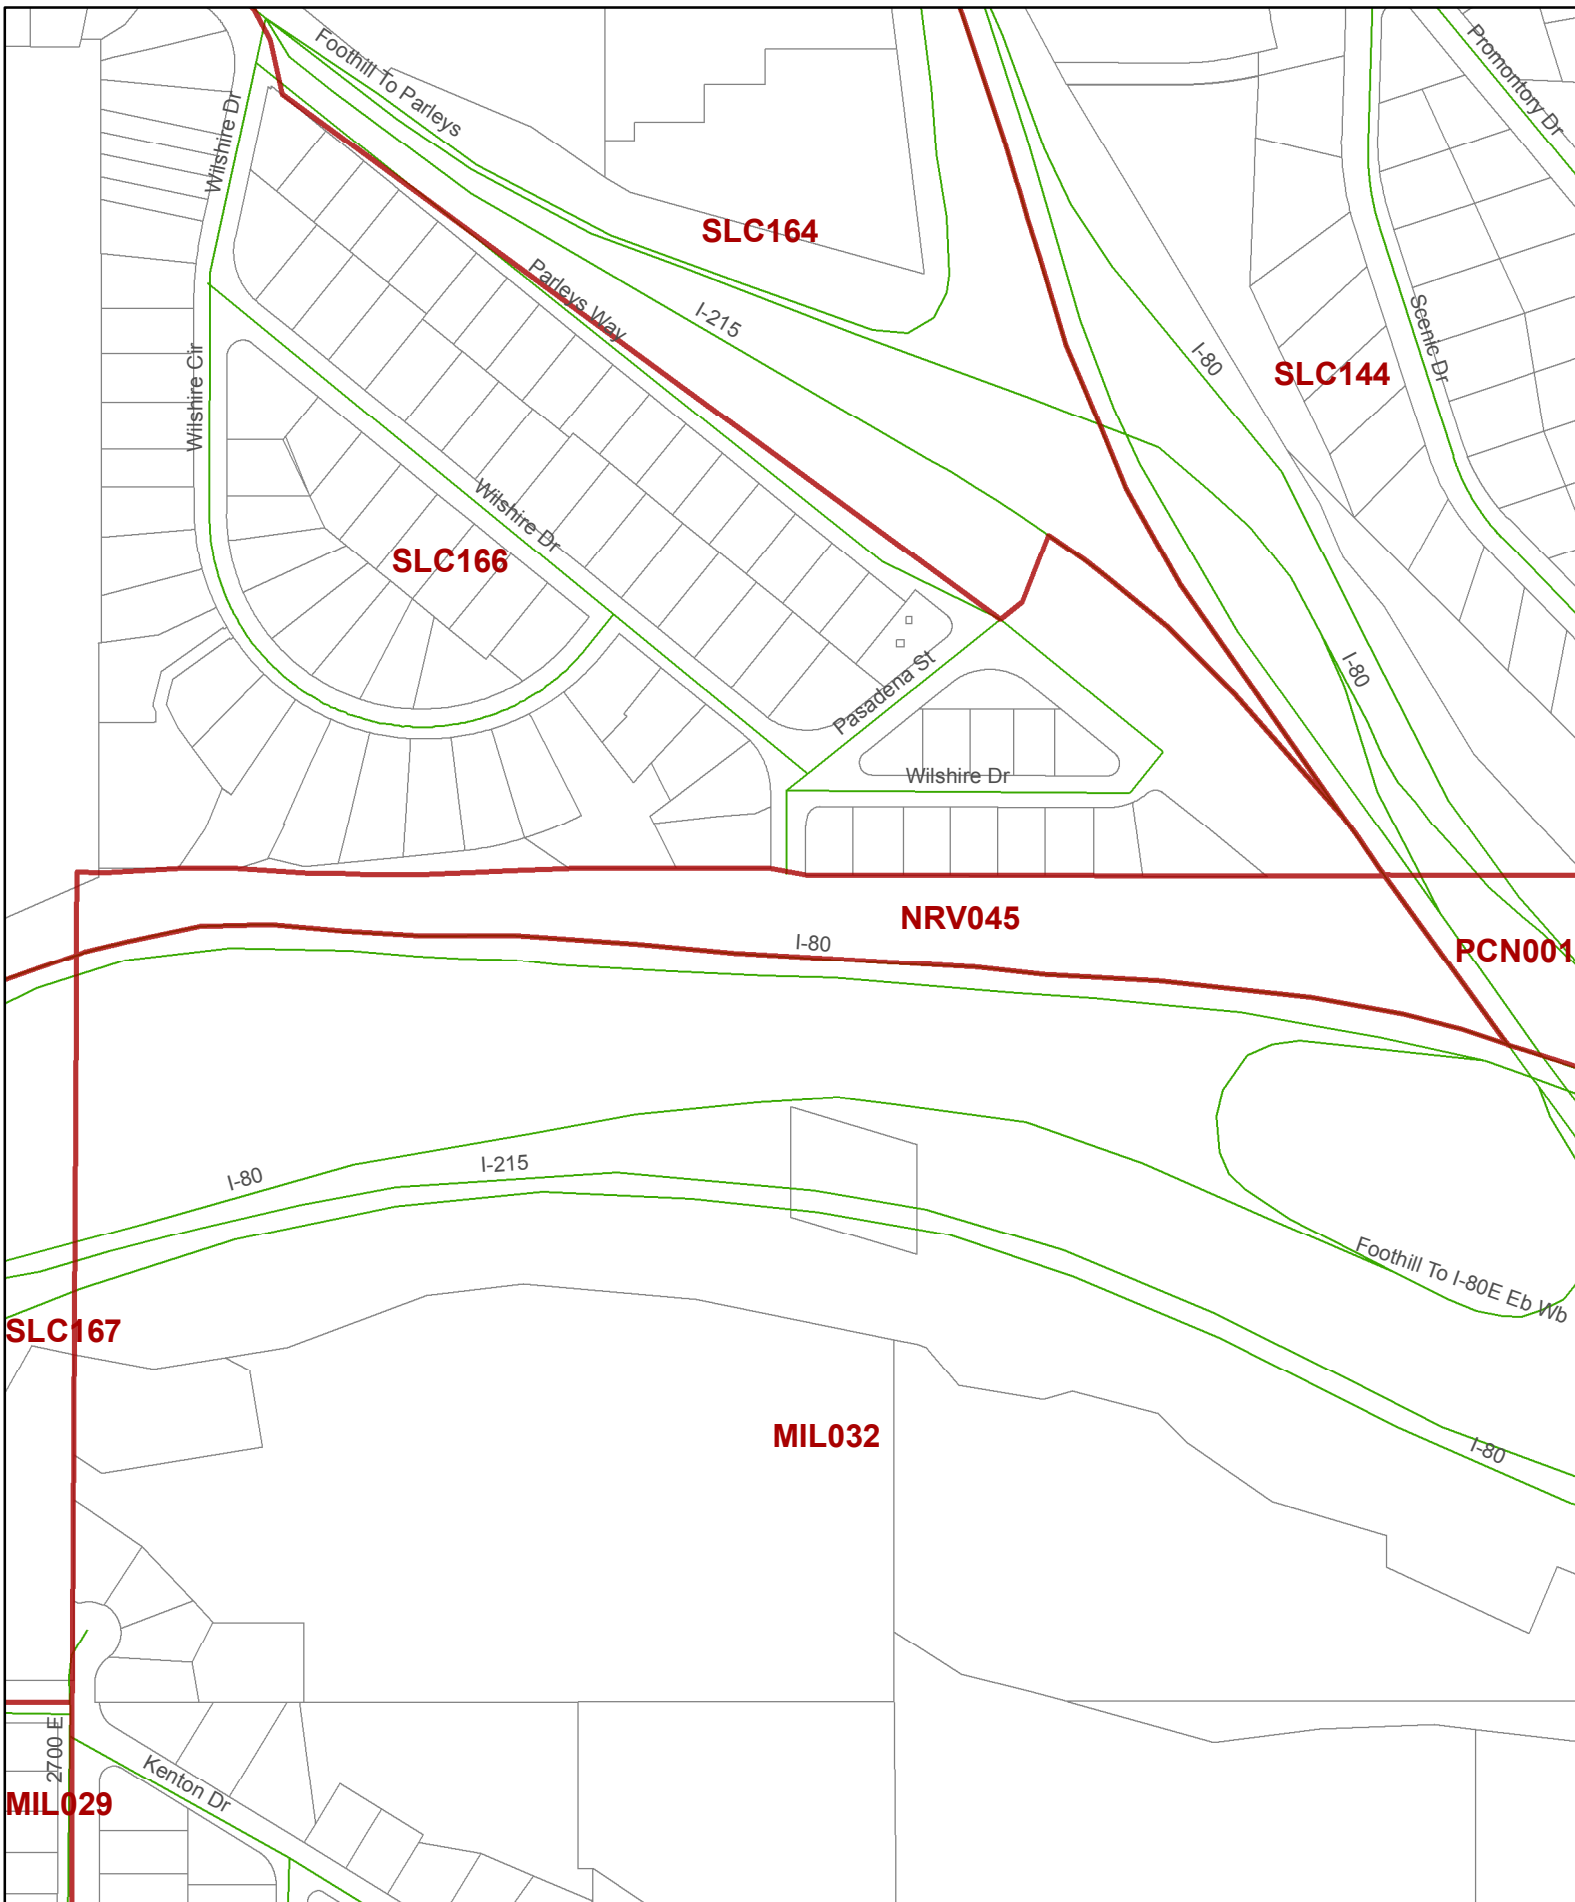 Foothill To Parleys
Promontory Dr
Wilshire Dr
SLC164
Parleys Way
I-215
Scenic Dr
I-80
SLC144
Wilshire Cir
Wilshire Dr
SLC166
I-80
Pasadena St
Wilshire Dr
NRV045
I-80
PCN001
I-215
I-80
Foothill To I-80E Eb Wb
SLC167
MIL032
I-80
2700 E
Kenton Dr
MIL029